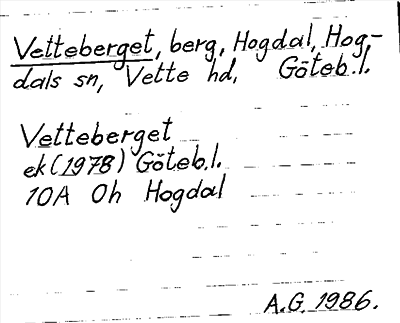 Vetteberget, berg, Hogdal, Hog-
dals sn, Vette hd, Göteb.l.
Vetteberget
ek (1978) Göteb.l.
10A 0h Hogdal
A.G. 1986.